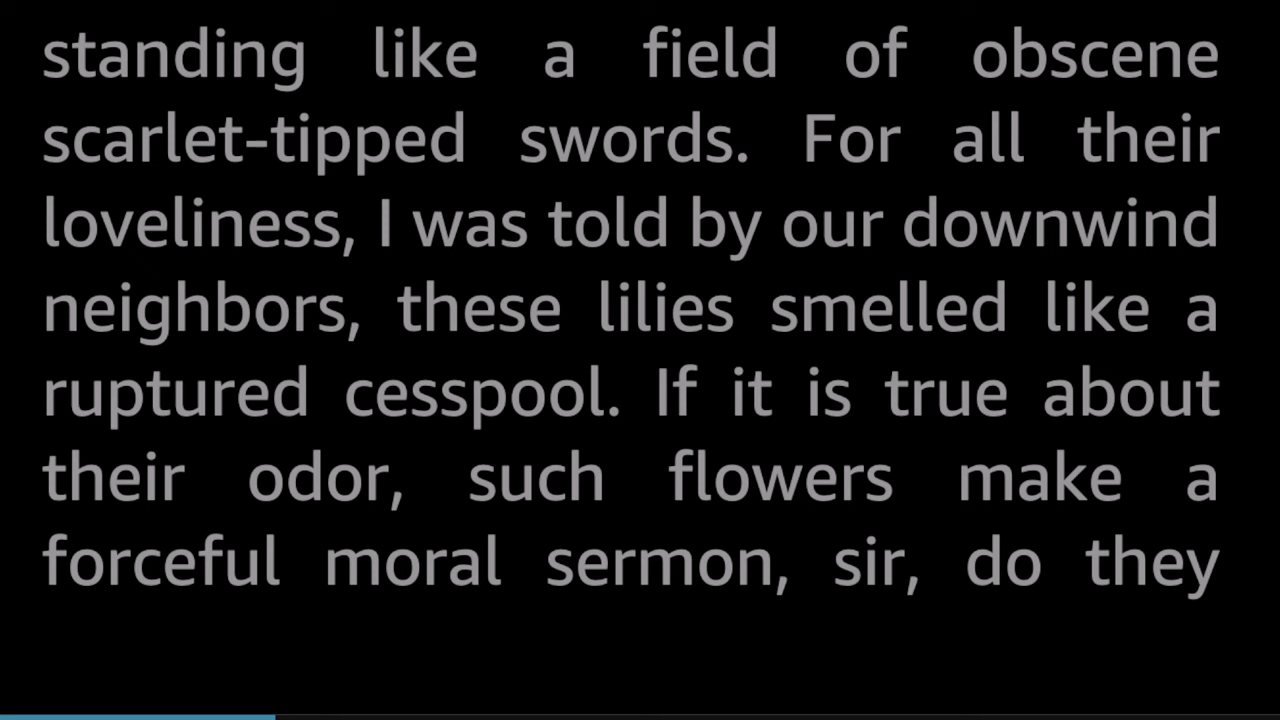 standing like a field of obscene
scarlet-tipped swords. For all their
loveliness, I was told by our downwind
neighbors, these lilies smelled like a
ruptured cesspool. If it is true about
their odor, such flowers make a
forceful moral sermon, sir, do they